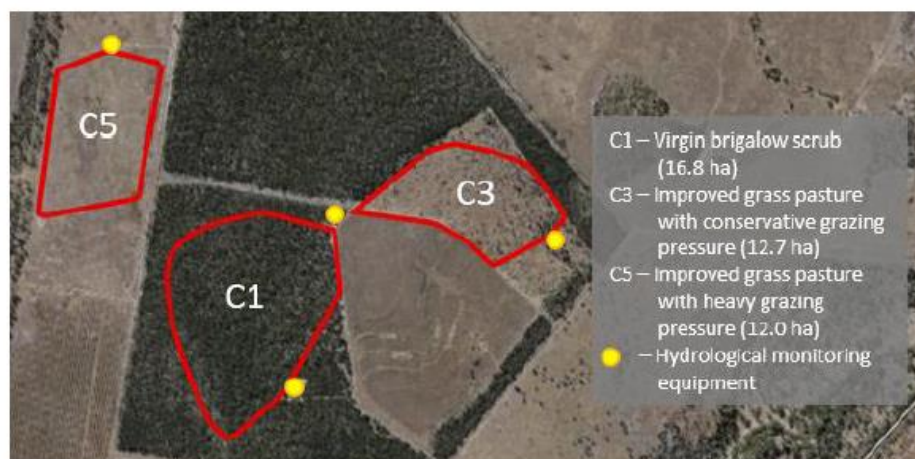 C5
C3
C1
C1 – Virgin brigalow scrub
(16.8 ha)
C3 – Improved grass pasture
with conservative grazing
pressure (12.7 ha)
C5 – Improved grass pasture
with heavy grazing
pressure (12.0 ha)
– Hydrological monitoring
equipment